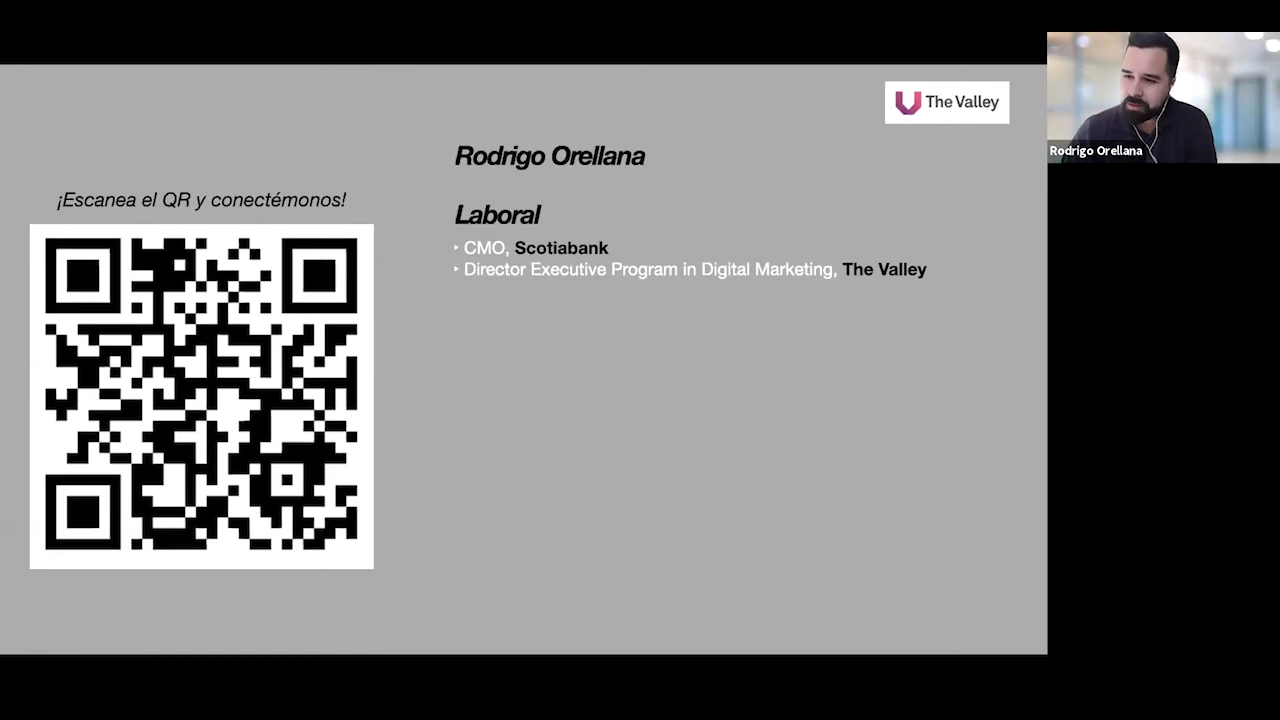 The Valley
Rodrigo Orellana
¡Escanea el QR y conectémonos!
Laboral
‣ CMO, Scotiabank
‣ Director Executive Program in Digital Marketing, The Valley
Rodrigo Orellana